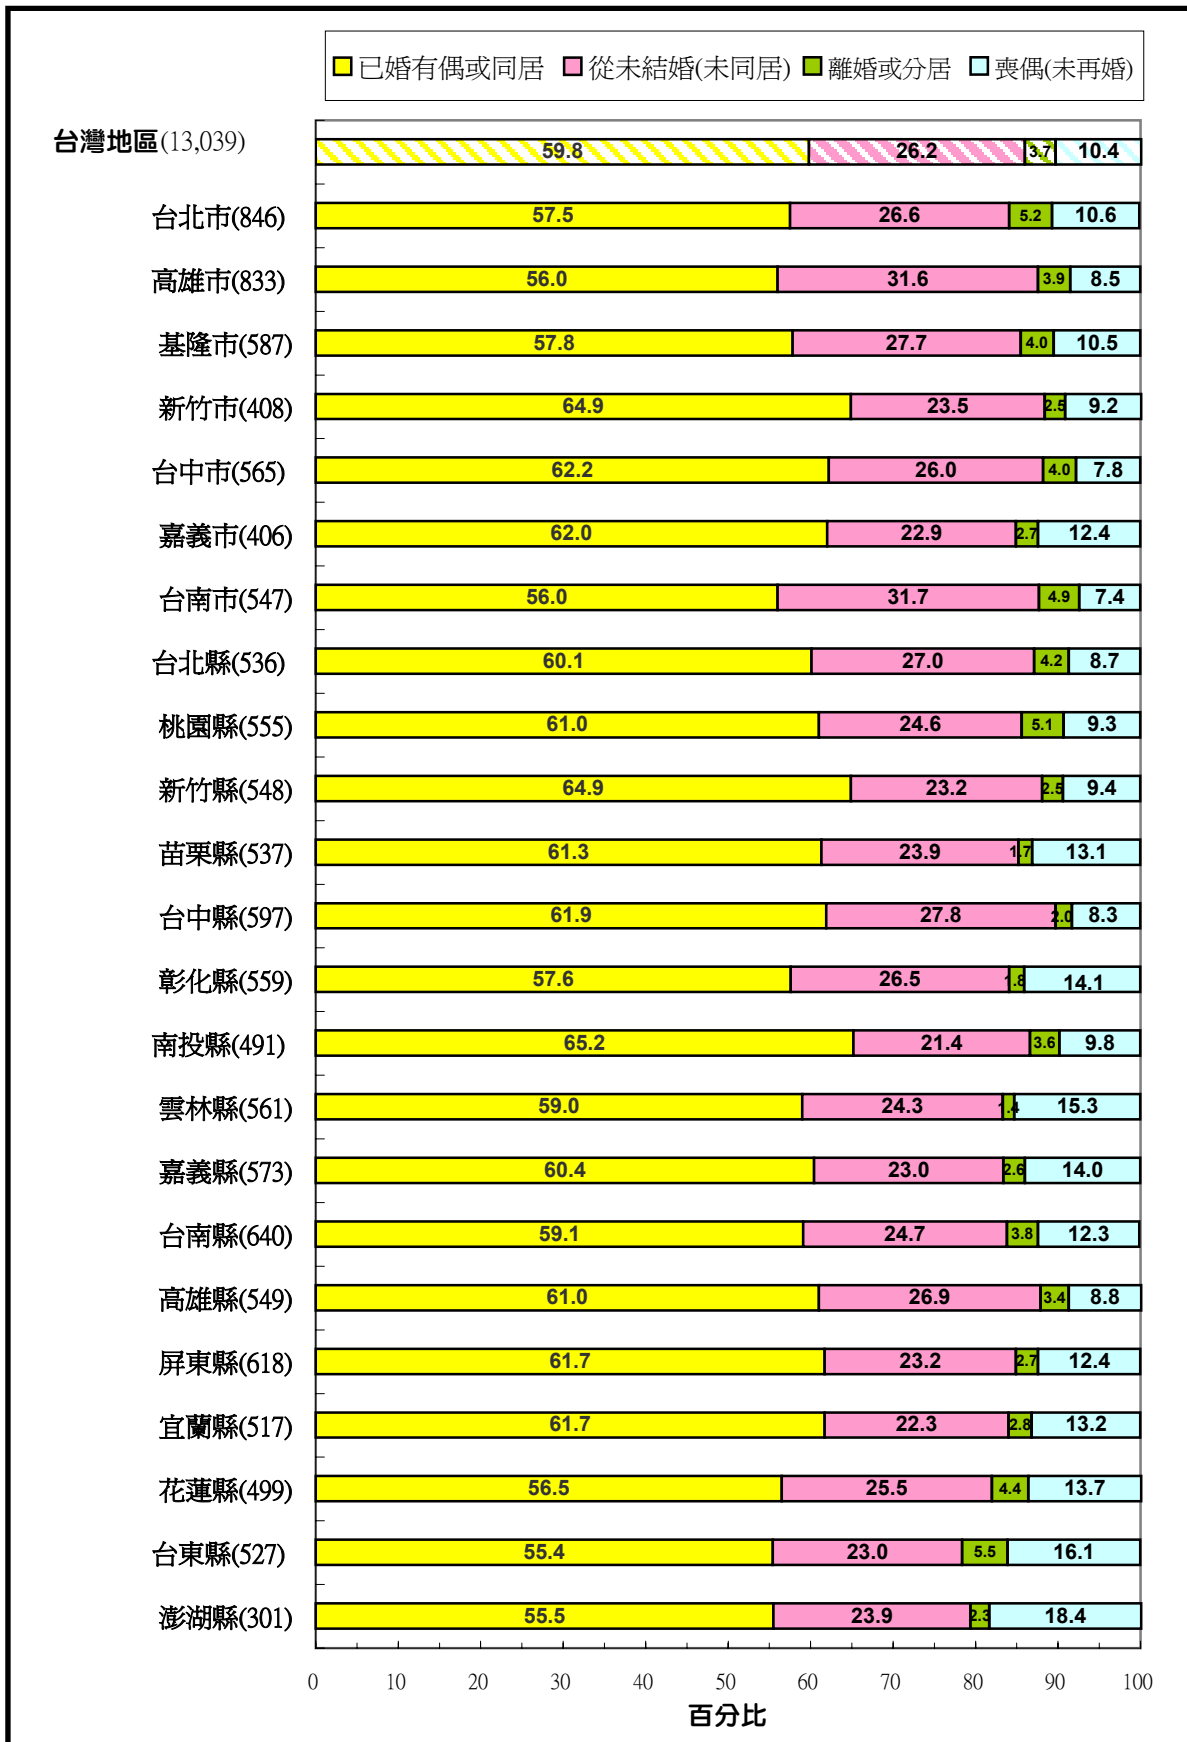 已婚有偶或同居 從未結婚(未同居) 離婚或分居 喪偶(未再婚)
台灣地區(13,039) 59.8 26.2 3.7 10.4
台北市(846) 57.5 26.6 5.2 10.6
高雄市(833) 56.0 31.6 3.9 8.5
基隆市(587) 57.8 27.7 4.0 10.5
新竹市(408) 64.9 23.5 2.5 9.2
台中市(565) 62.2 26.0 4.0 7.8
嘉義市(406) 62.0 22.9 2.7 12.4
台南市(547) 56.0 31.7 4.9 7.4
台北縣(536) 60.1 27.0 4.2 8.7
桃園縣(555) 61.0 24.6 5.1 9.3
新竹縣(548) 64.9 23.2 2.5 9.4
苗栗縣(537) 61.3 23.9 1.7 13.1
台中縣(597) 61.9 27.8 2.0 8.3
彰化縣(559) 57.6 26.5 1.8 14.1
南投縣(491) 65.2 21.4 3.6 9.8
雲林縣(561) 59.0 24.3 1.4 15.3
嘉義縣(573) 60.4 23.0 2.6 14.0
台南縣(640) 59.1 24.7 3.8 12.3
高雄縣(549) 61.0 26.9 3.4 8.8
屏東縣(618) 61.7 23.2 2.7 12.4
宜蘭縣(517) 61.7 22.3 2.8 13.2
花蓮縣(499) 56.5 25.5 4.4 13.7
台東縣(527) 55.4 23.0 5.5 16.1
澎湖縣(301) 55.5 23.9 2.3 18.4
0 10 20 30 40 50 60 70 80 90 100
百分比